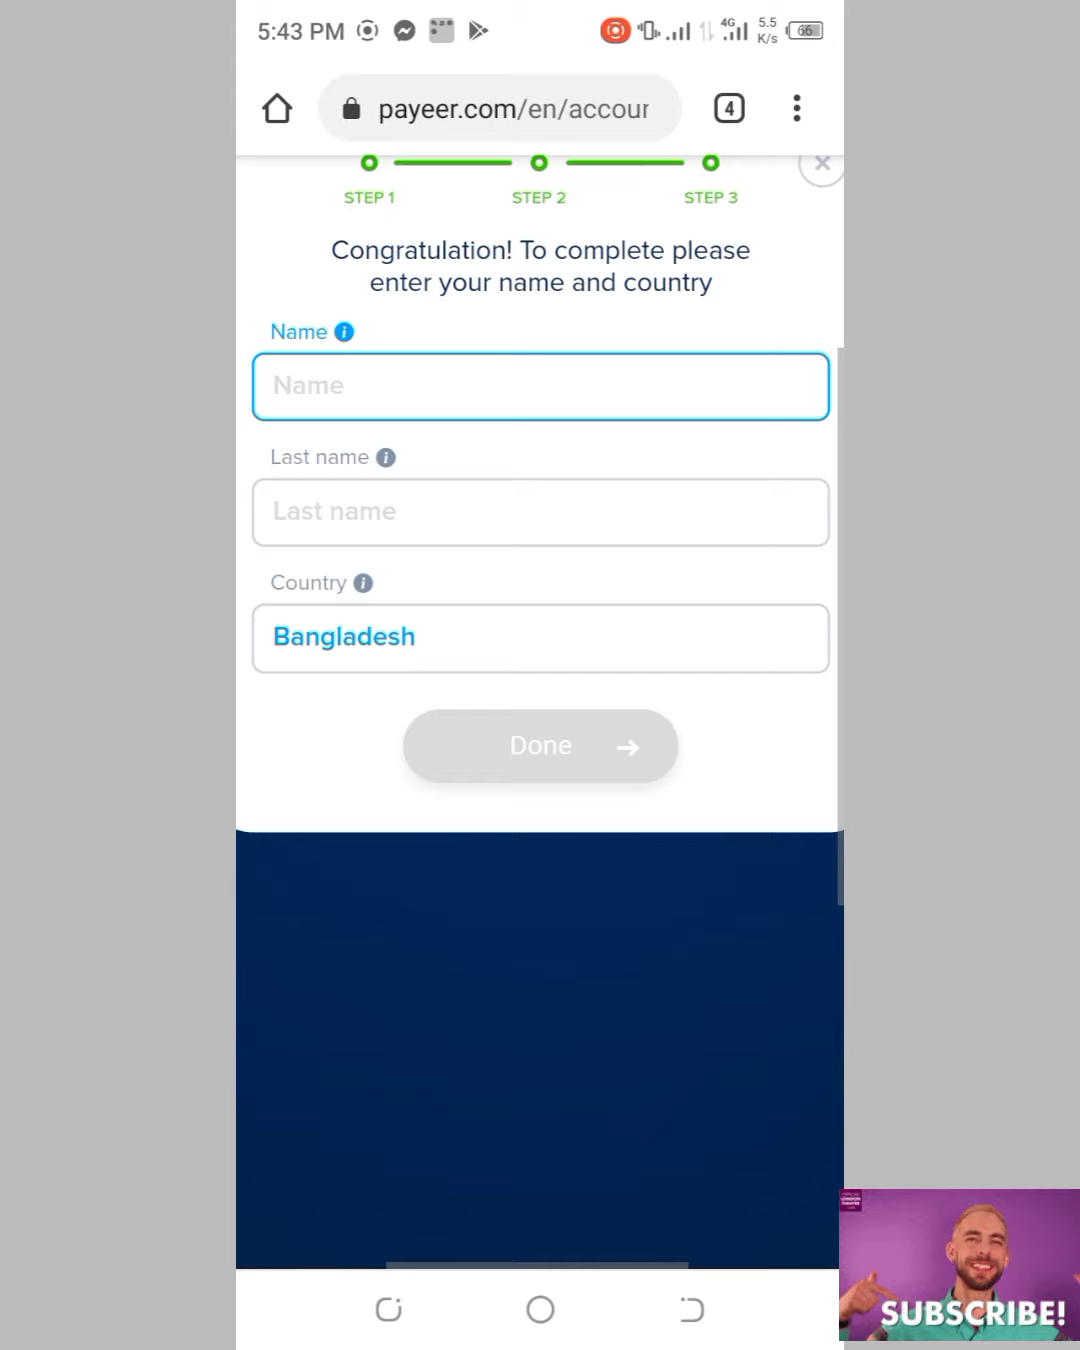 5:43 PM
4G
5.5
K/s
66
payeer.com/en/accour
4
STEP 1
STEP 2
STEP 3
Congratulation! To complete please
enter your name and country
Name
Name
Last name
Last name
Country
Bangladesh
Done
SUBSCRIBE!